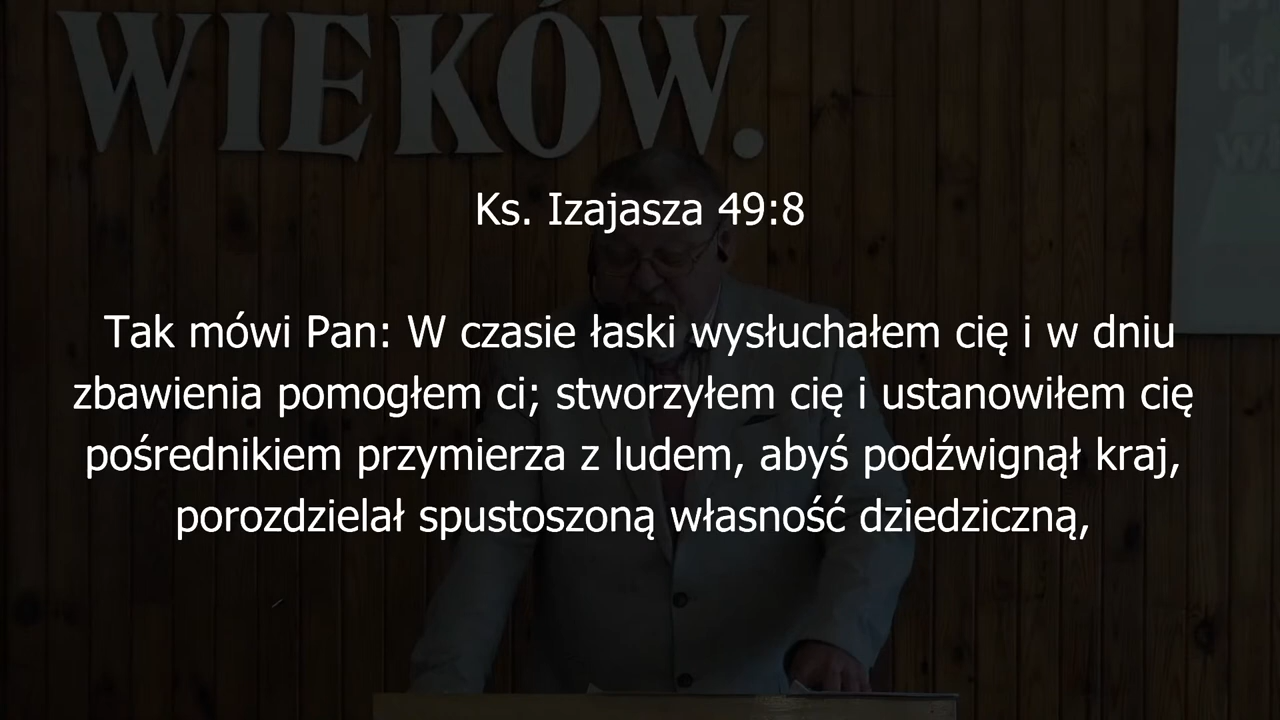 WIEKÓW.
Ks. Izajasza 49:8
Tak mówi Pan: W czasie łaski wysłuchałem cię i w dniu
zbawienia pomogłem ci; stworzyłem cię i ustanowiłem cię
pośrednikiem przymierza z ludem, abyś podźwignął kraj,
porozdzielał spustoszoną własność dziedziczną,